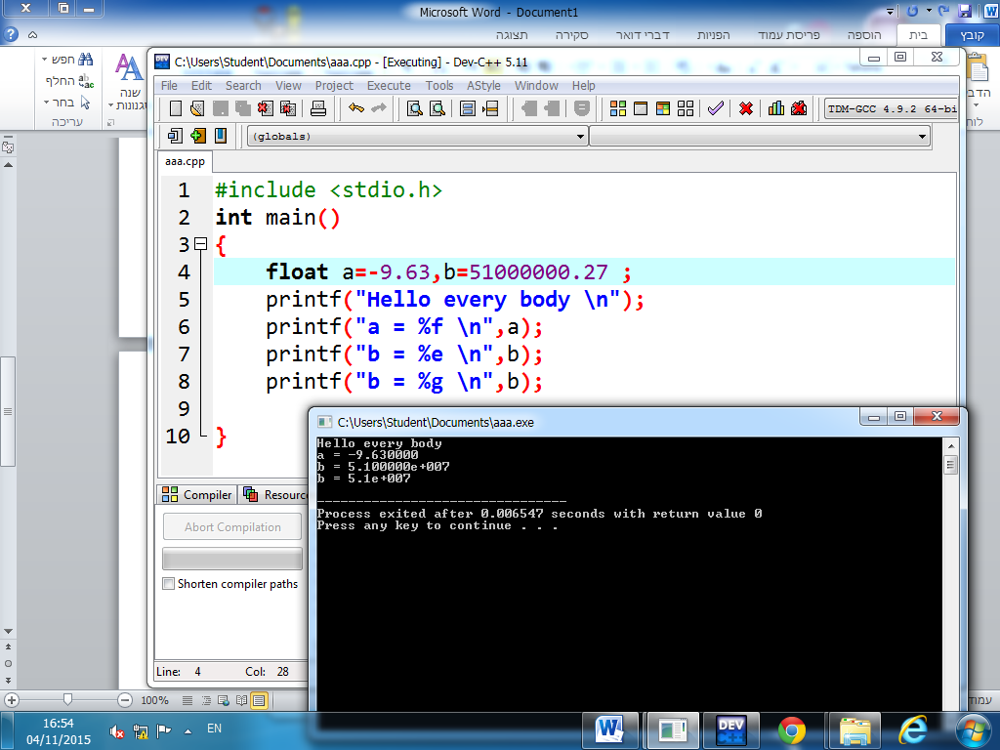 Microsoft Word - Document1
קובץ בית הוספה פריסת עמוד הפניות דברי דואר סקירה תצוגה
חפש
החלף
בחר
עריכה
שנה
סגנונות
C:\Users\Student\Documents\aaa.cpp - [Executing] - Dev-C++ 5.11
File Edit Search View Project Execute Tools AStyle Window Help
TDM-GCC 4.9.2 64-bi
(globals)
aaa.cpp
1 #include <stdio.h>
2 int main()
3 {
4 float a=-9.63,b=51000000.27 ;
5 printf("Hello every body \n");
6 printf("a = %f \n",a);
7 printf("b = %e \n",b);
8 printf("b = %g \n",b);
9
10 }
C:\Users\Student\Documents\aaa.exe
Hello every body
a = -9.630000
b = 5.100000e+007
b = 5.1e+007
--------------------------------
Process exited after 0.006547 seconds with return value 0
Press any key to continue . . .
Compiler Resourc
Abort Compilation
Shorten compiler paths
Line: 4 Col: 28
100%
16:54
04/11/2015
EN
DEV